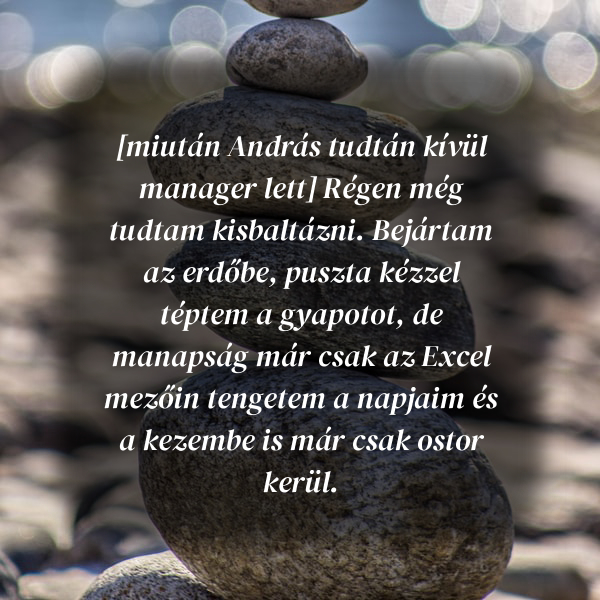 [miután András tudtán kívül
manager lett] Régen még
tudtam kisbaltázni. Bejártam
az erdőbe, puszta kézzel
téptem a gyapotot, de
manapság már csak az Excel
mezőin tengetem a napjaim és
a kezembe is már csak ostor
kerül.